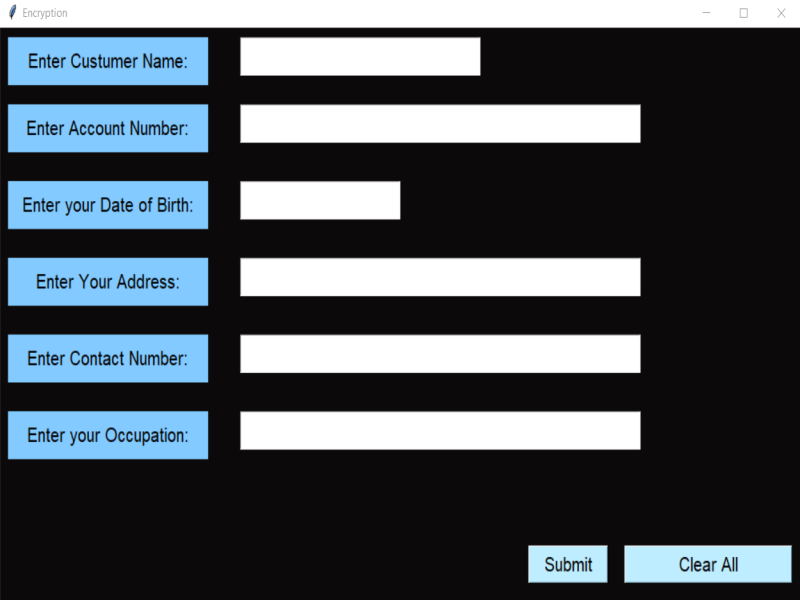 Encryption
Enter Custumer Name:
Enter Account Number:
Enter your Date of Birth:
Enter Your Address:
Enter Contact Number:
Enter your Occupation:
Submit
Clear All